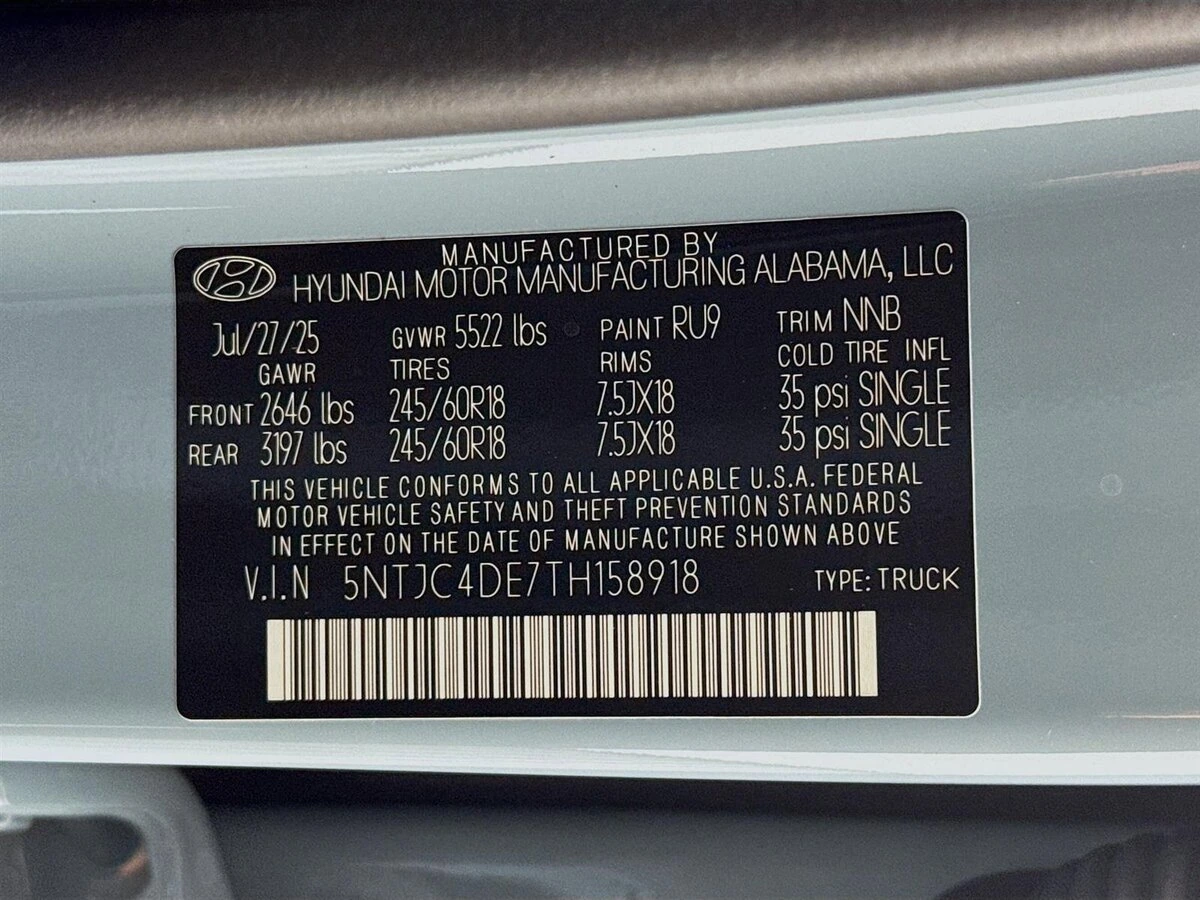 MANUFACTURED BY
HYUNDAI MOTOR MANUFACTURING ALABAMA, LLC
Jul/27/25 GVWR 5522 lbs PAINT RU9 TRIM NNB
GAWR TIRES RIMS COLD TIRE INFL
FRONT 2646 lbs 245/60R18 7.5JX18 35 psi SINGLE
REAR 3197 lbs 245/60R18 7.5JX18 35 psi SINGLE
THIS VEHICLE CONFORMS TO ALL APPLICABLE U.S.A. FEDERAL
MOTOR VEHICLE SAFETY AND THEFT PREVENTION STANDARDS
IN EFFECT ON THE DATE OF MANUFACTURE SHOWN ABOVE
V.I.N 5NTJC4DE7TH158918 TYPE: TRUCK